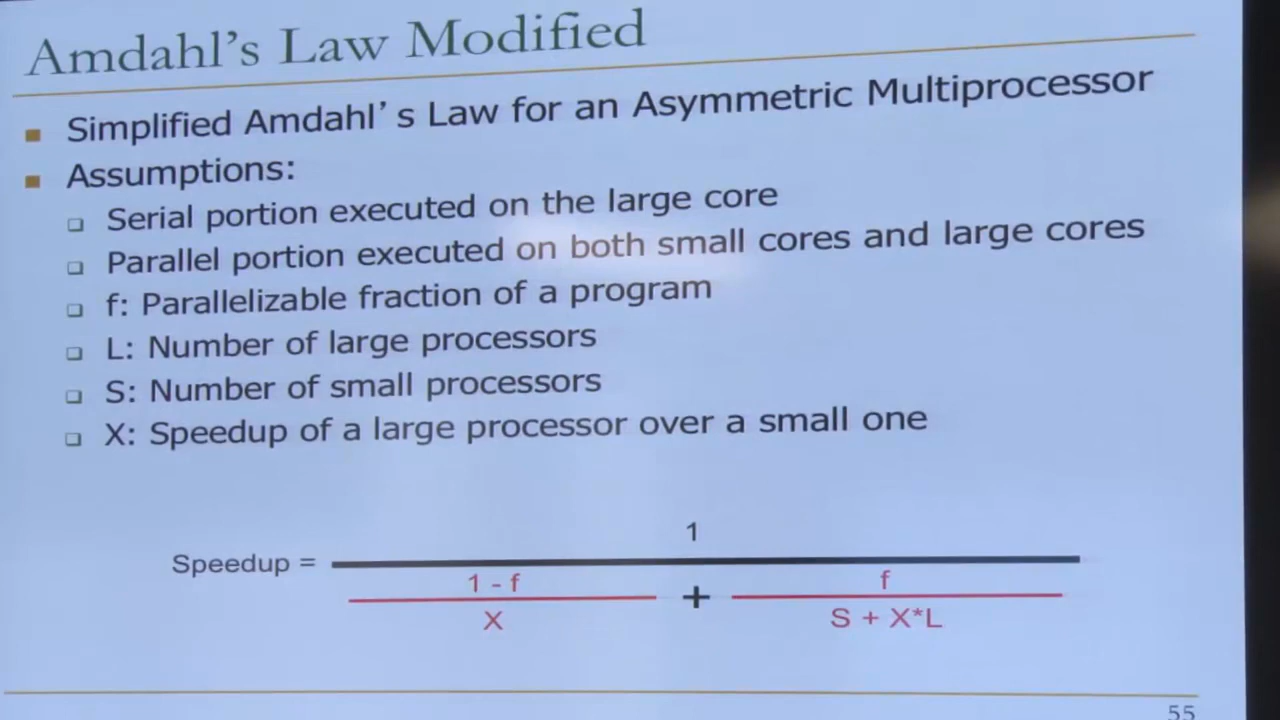 Amdahl's Law Modified
Simplified Amdahl's Law for an Asymmetric Multiprocessor
Assumptions:
Serial portion executed on the large core
Parallel portion executed on both small cores and large cores
f: Parallelizable fraction of a program
L: Number of large processors
S: Number of small processors
X: Speedup of a large processor over a small one
1
Speedup =
1 - f + f
X S + X*L
55